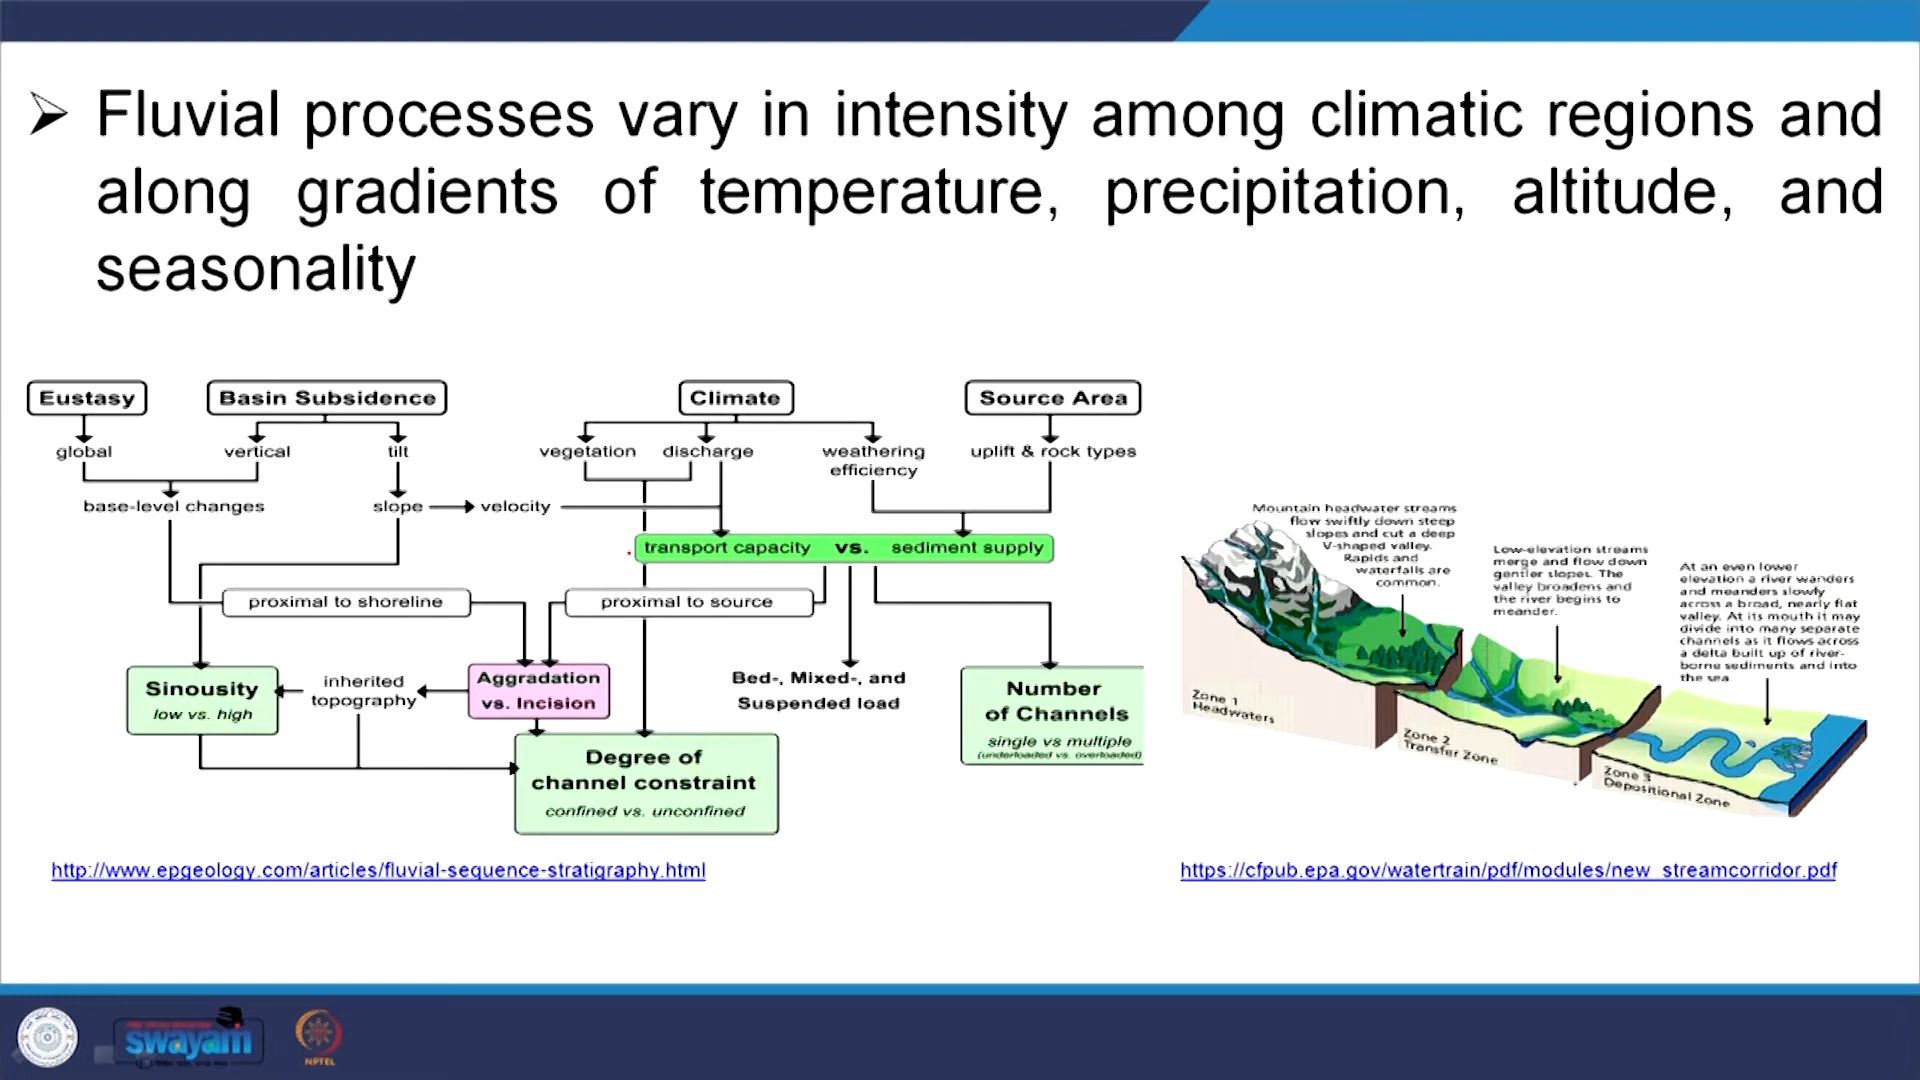 Fluvial processes vary in intensity among climatic regions and
along gradients of temperature, precipitation, altitude, and
seasonality
Eustasy
Basin Subsidence
Climate
Source Area
global
vertical
tilt
vegetation
discharge
weathering
efficiency
uplift & rock types
base-level changes
slope
velocity
transport capacity vs. sediment supply
proximal to shoreline
proximal to source
Sinousity
low vs. high
inherited
topography
Aggradation
vs. Incision
Bed-, Mixed-, and
Suspended load
Number
of Channels
single vs multiple
(underloaded vs. overloaded)
Degree of
channel constraint
confined vs. unconfined
Mountain headwater streams
flow swiftly down steep
slopes and cut a deep
V-shaped valley.
Rapids and
waterfalls are
common.
Low-elevation streams
merge and flow down
gentler slopes. The
valley broadens and
the river begins to
meander.
At an even lower
elevation a river wanders
and meanders slowly
across a broad, nearly flat
valley. At its mouth it may
divide into many separate
channels as it flows across
a delta built up of river-
borne sediments and into
the sea.
Zone 1
Headwaters
Zone 2
Transfer Zone
Zone 3
Depositional Zone
http://www.epgeology.com/articles/fluvial-sequence-stratigraphy.html
https://cfpub.epa.gov/watertrain/pdf/modules/new_streamcorridor.pdf
swayam
NPTEL